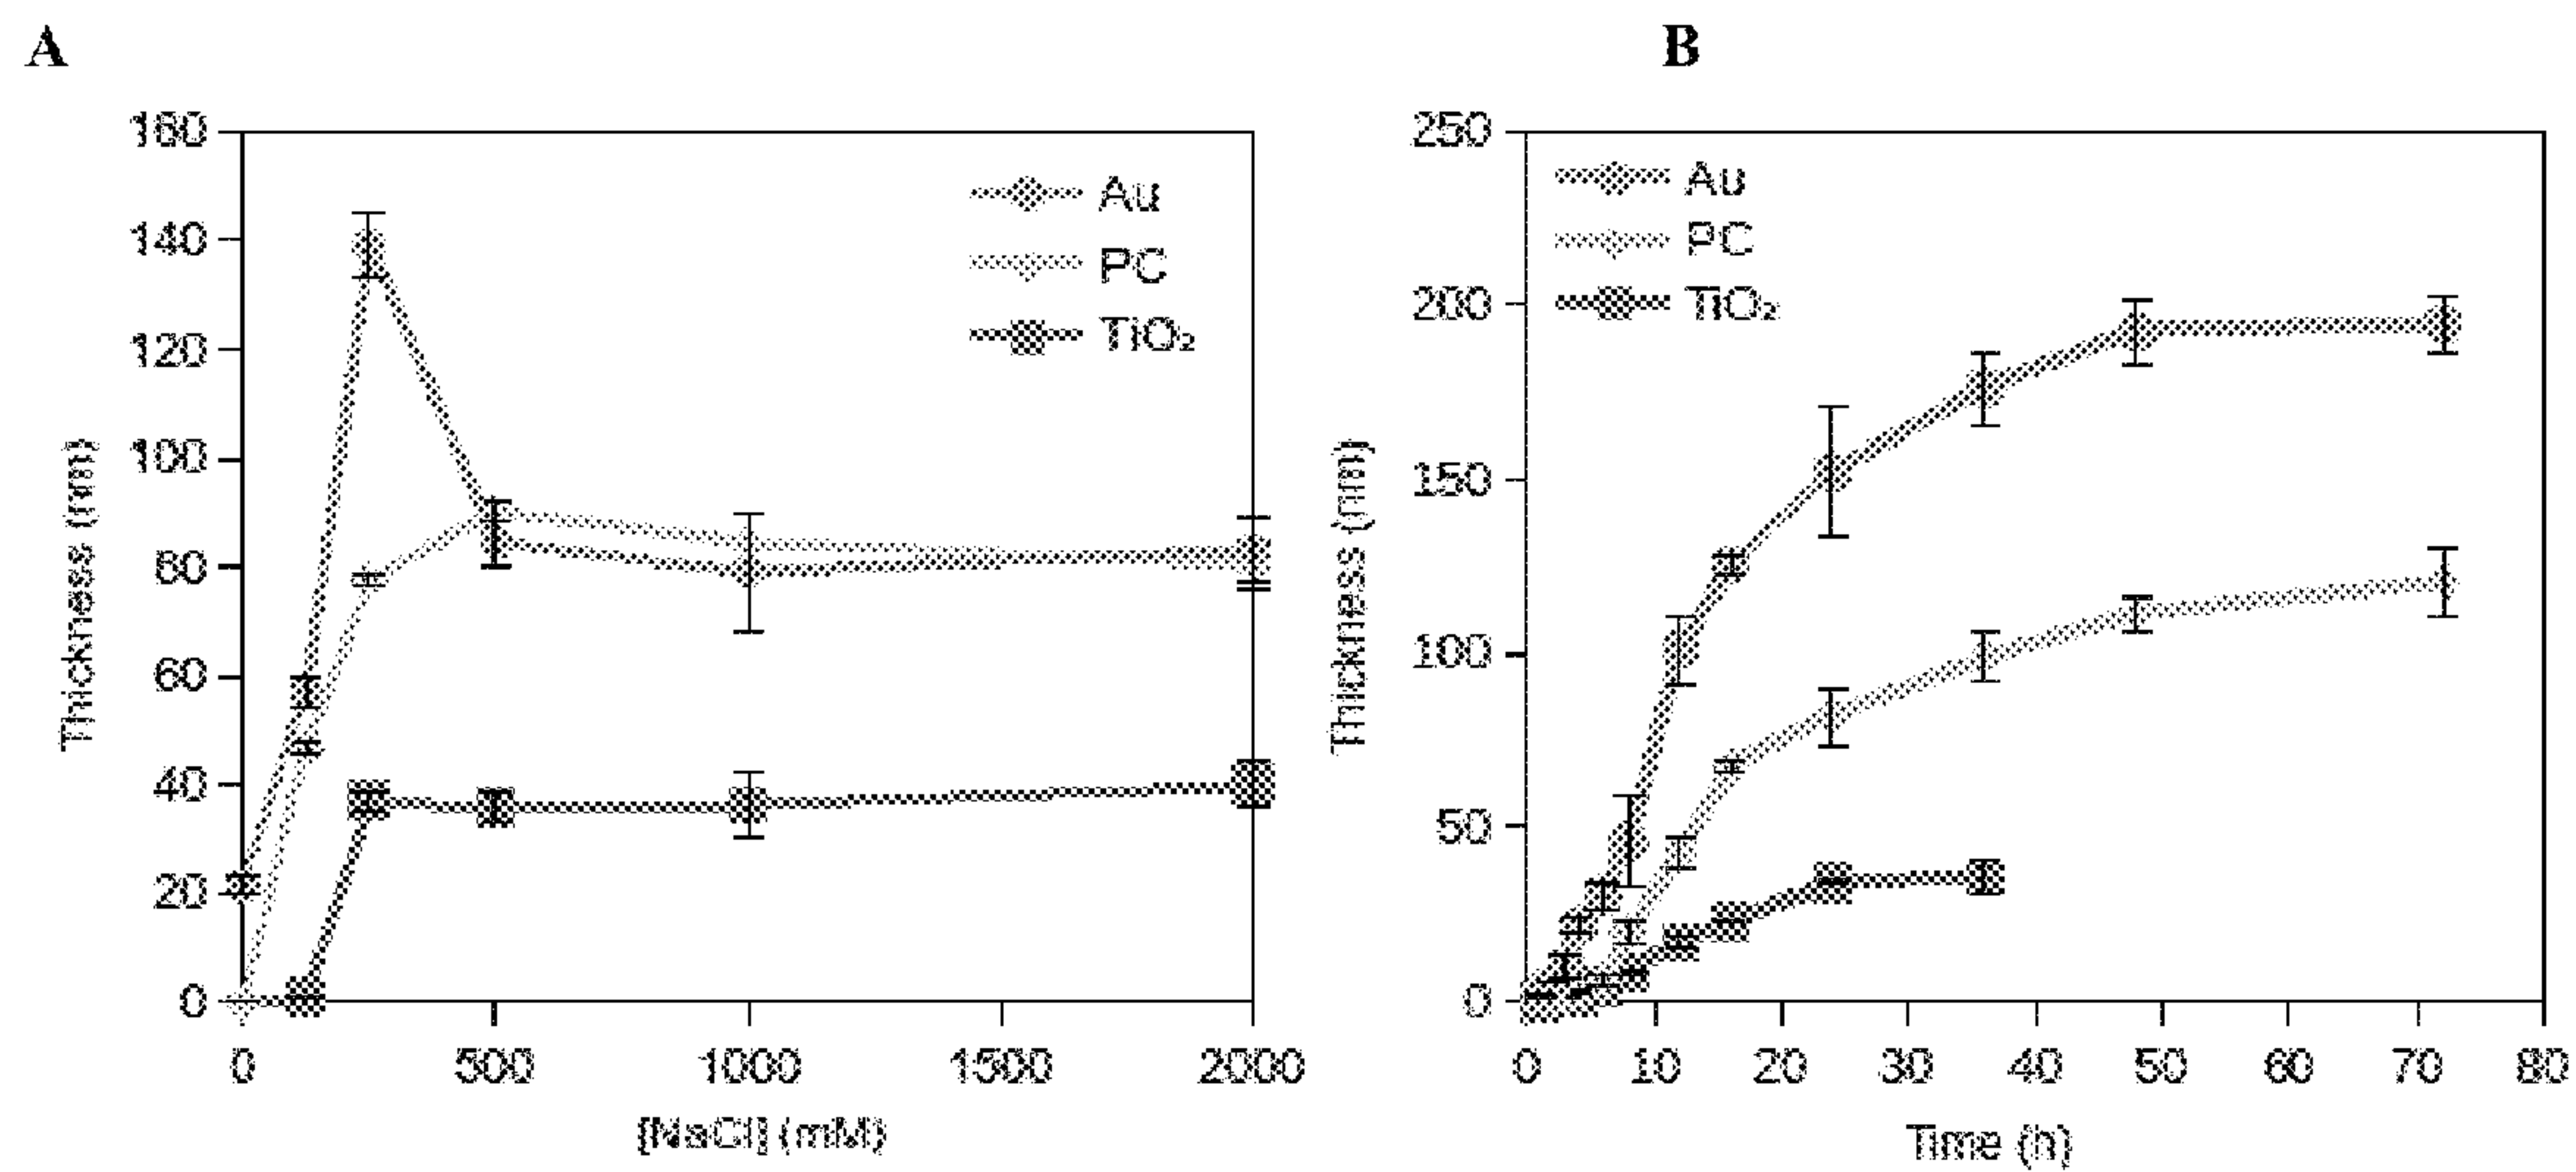 A
B
160
140
120
100
80
60
40
20
0
Thickness (nm)
Au
PC
TiO₂
0 500 1000 1500 2000
[NaCl] (mM)
250
200
150
100
50
0
Thickness (nm)
Au
PC
TiO₂
0 10 20 30 40 50 60 70 80
Time (h)